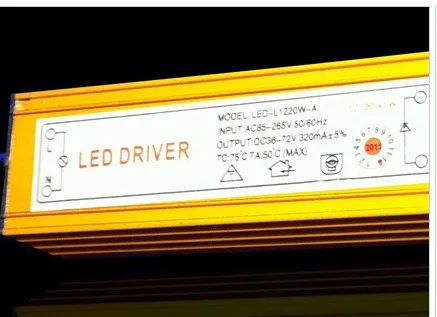 MODEL: LED-L1220W-A
INPUT:AC85-265V 50/60Hz
OUTPUT:DC36-72V 320mA±5%
TC:75℃ TA:50℃ (MAX)
LED DRIVER
L
N
2011